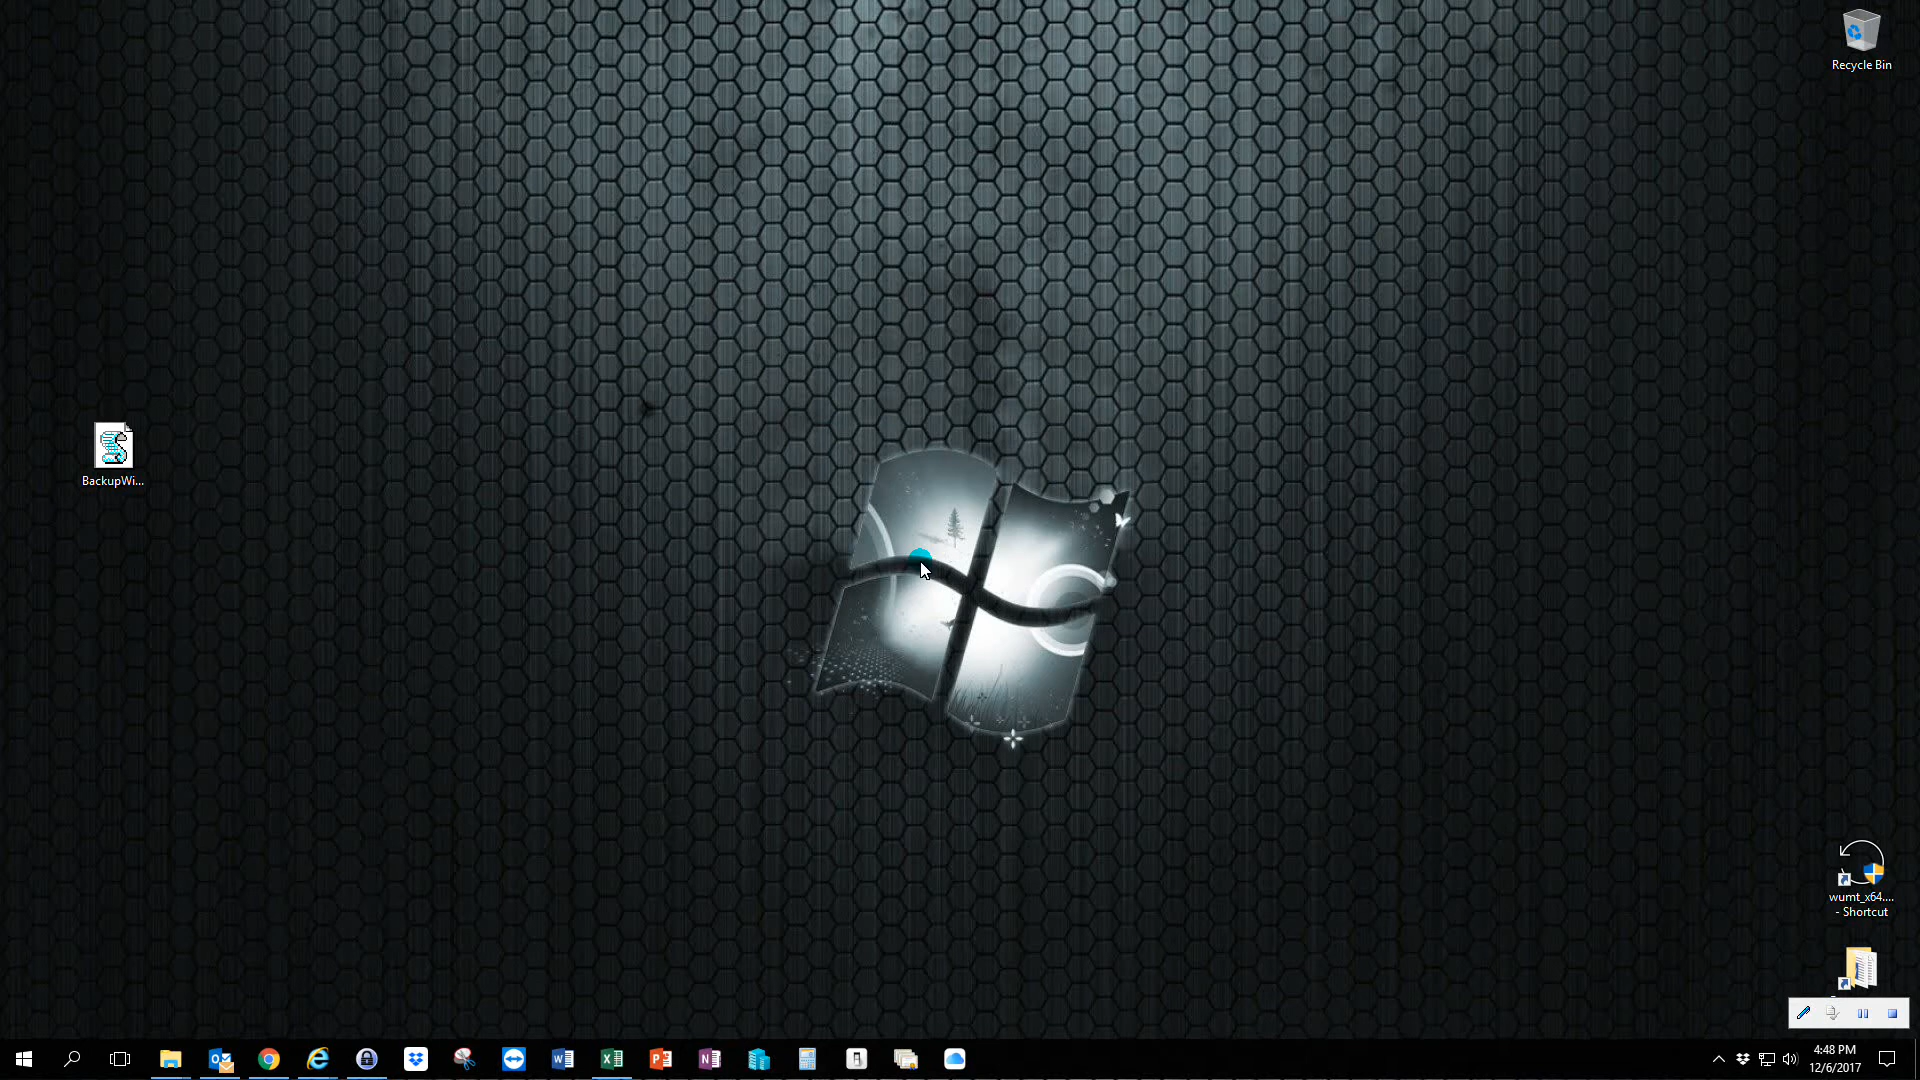 Recycle Bin
BackupWi...
wumt_x64....
- Shortcut
4:48 PM
12/6/2017